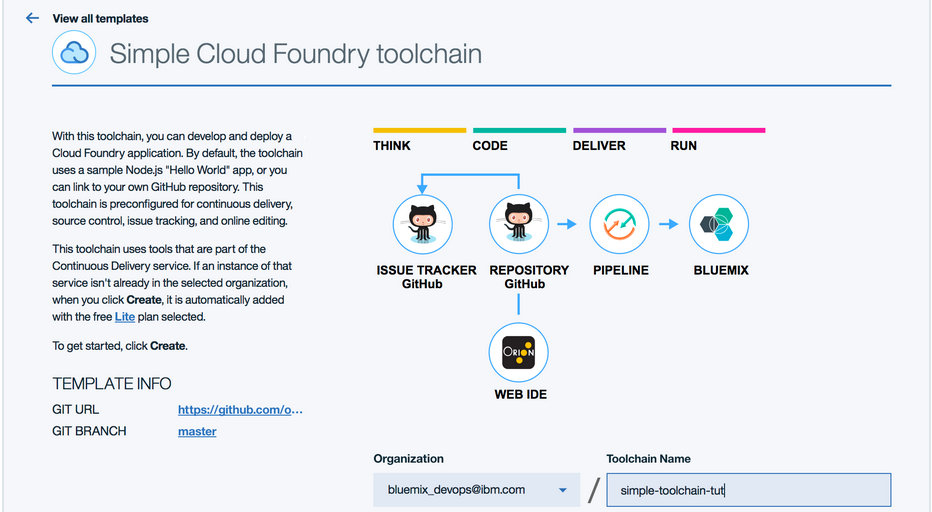 View all templates
Simple Cloud Foundry toolchain
With this toolchain, you can develop and deploy a
Cloud Foundry application. By default, the toolchain
uses a sample Node.js "Hello World" app, or you
can link to your own GitHub repository. This
toolchain is preconfigured for continuous delivery,
source control, issue tracking, and online editing.
This toolchain uses tools that are part of the
Continuous Delivery service. If an instance of that
service isn't already in the selected organization,
when you click Create, it is automatically added
with the free Lite plan selected.
To get started, click Create.
TEMPLATE INFO
GIT URL https://github.com/o...
GIT BRANCH master
THINK CODE DELIVER RUN
ISSUE TRACKER REPOSITORY PIPELINE BLUEMIX
GitHub GitHub
ORION
WEB IDE
Organization Toolchain Name
bluemix_devops@ibm.com / simple-toolchain-tut